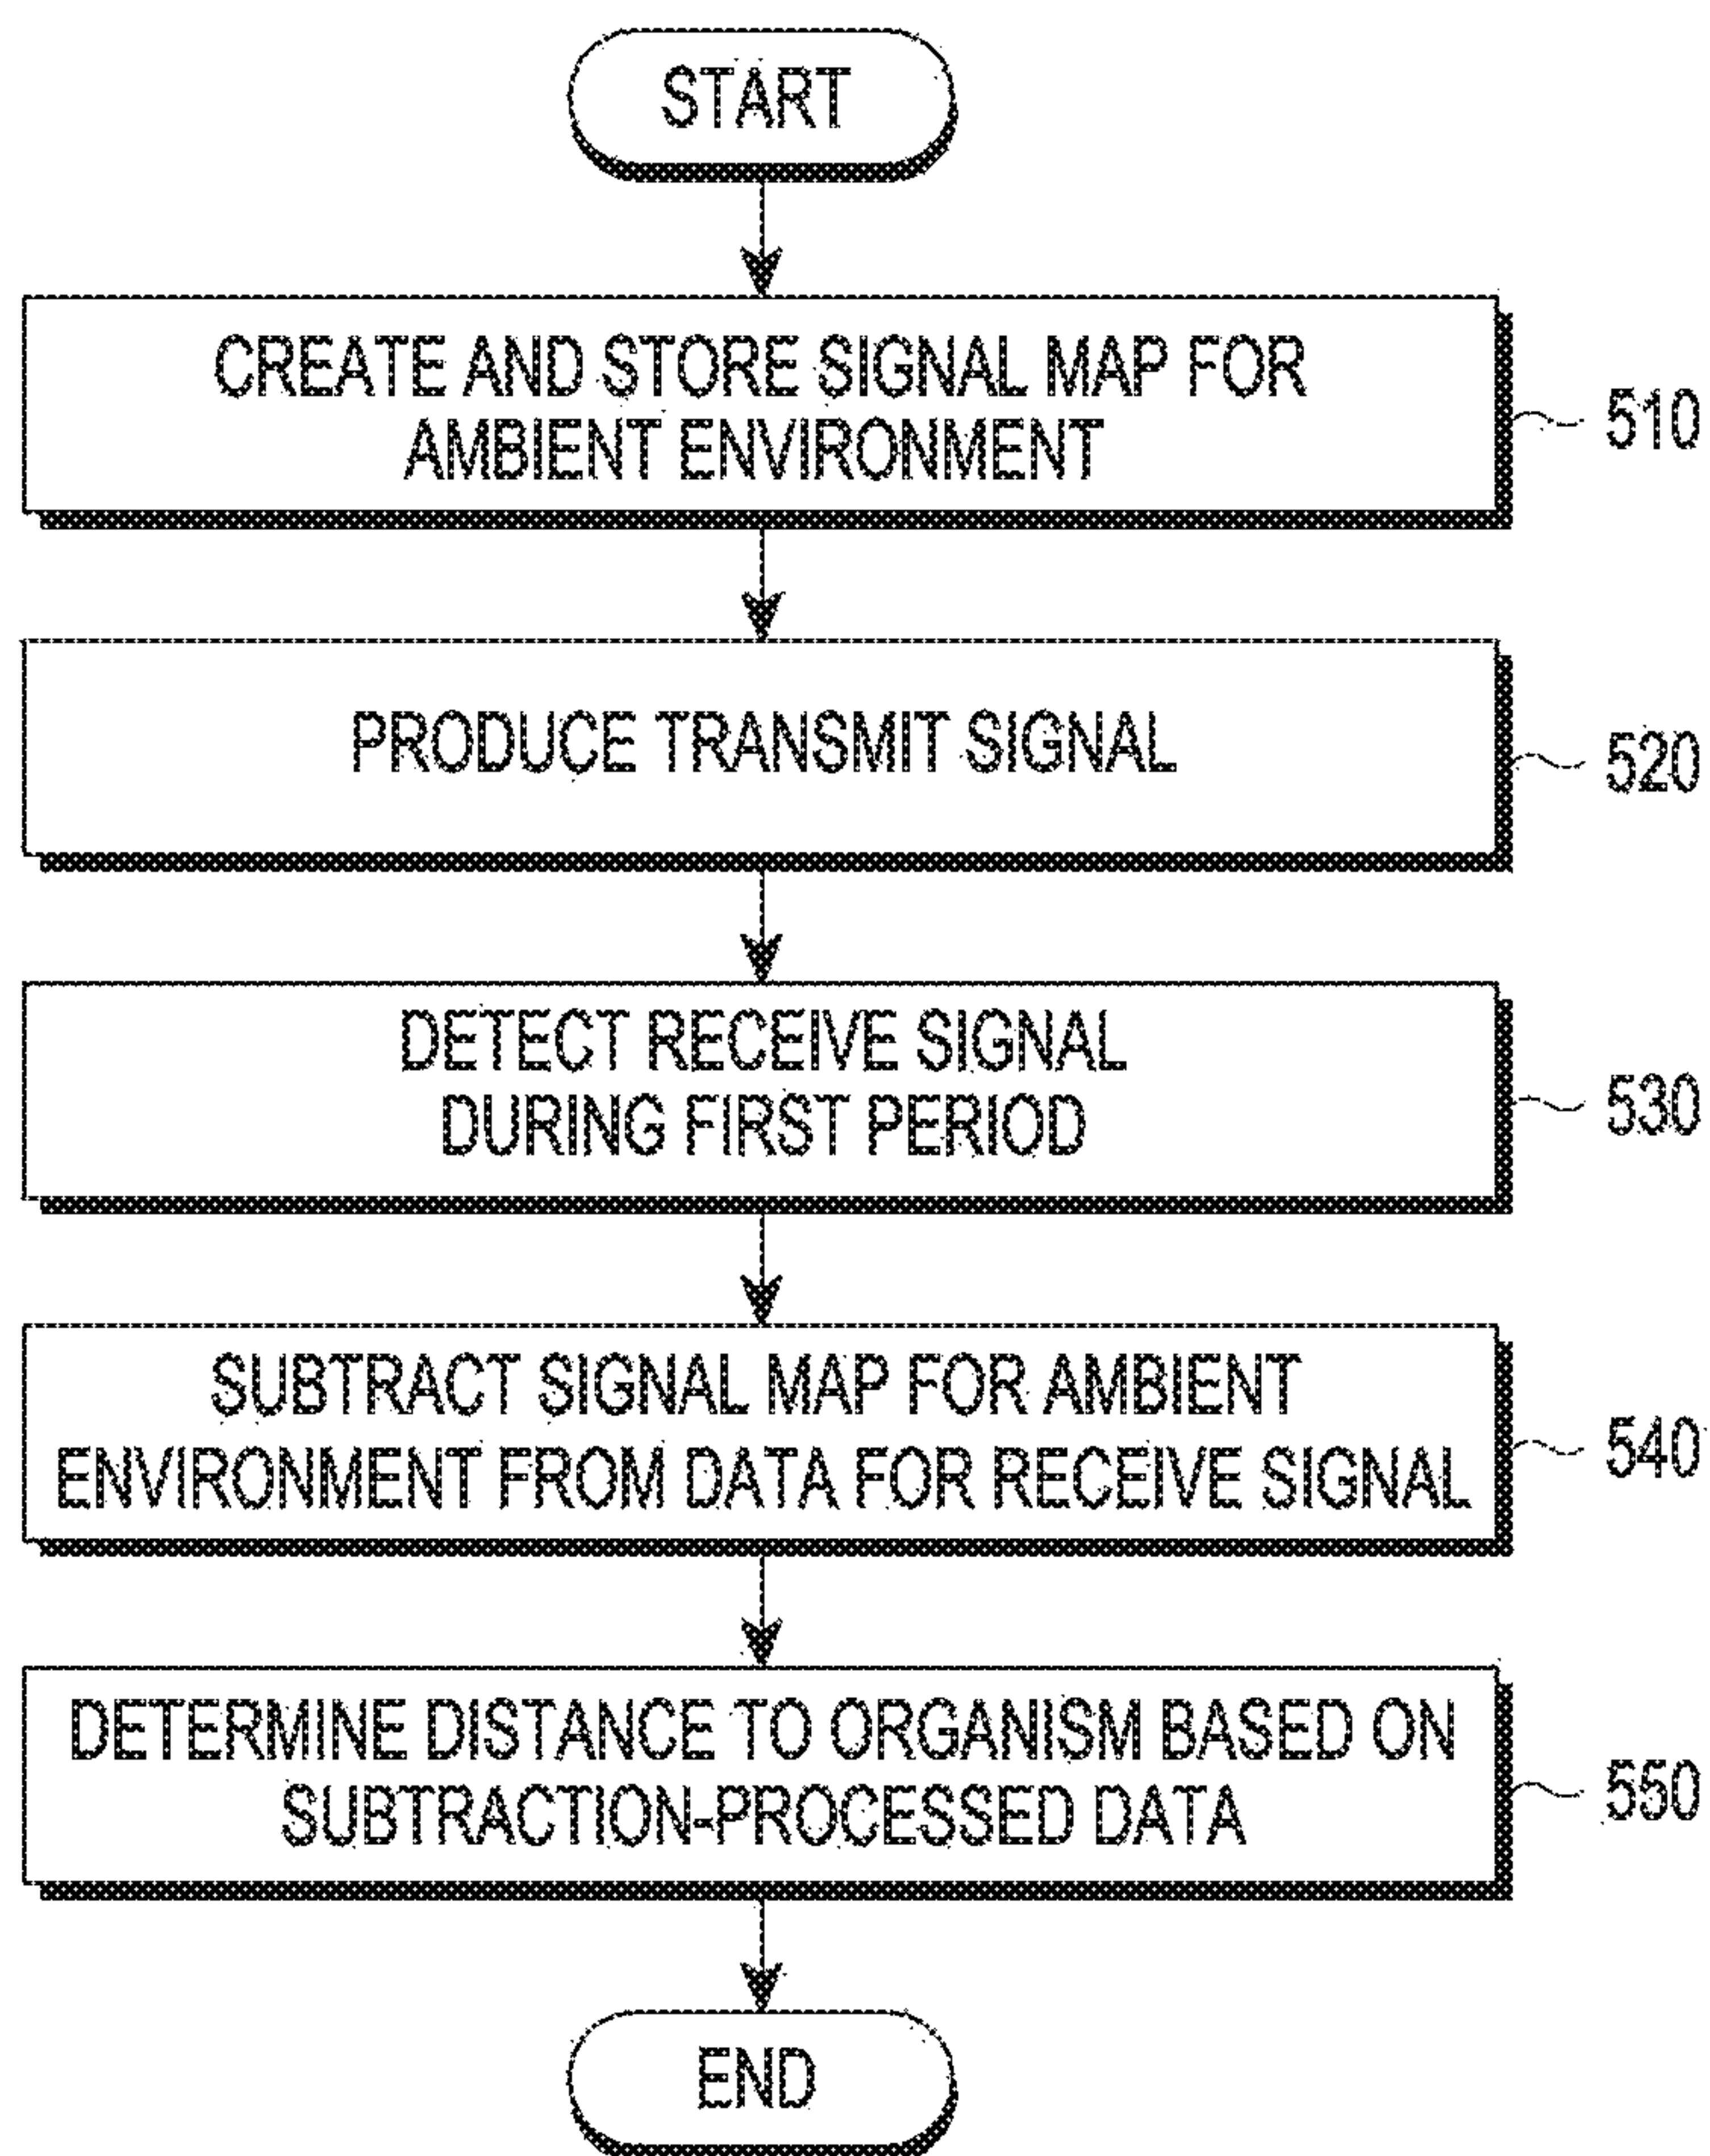 START
CREATE AND STORE SIGNAL MAP FOR
AMBIENT ENVIRONMENT
510
PRODUCE TRANSMIT SIGNAL
520
DETECT RECEIVE SIGNAL
DURING FIRST PERIOD
530
SUBTRACT SIGNAL MAP FOR AMBIENT
ENVIRONMENT FROM DATA FOR RECEIVE SIGNAL
540
DETERMINE DISTANCE TO ORGANISM BASED ON
SUBTRACTION-PROCESSED DATA
550
END